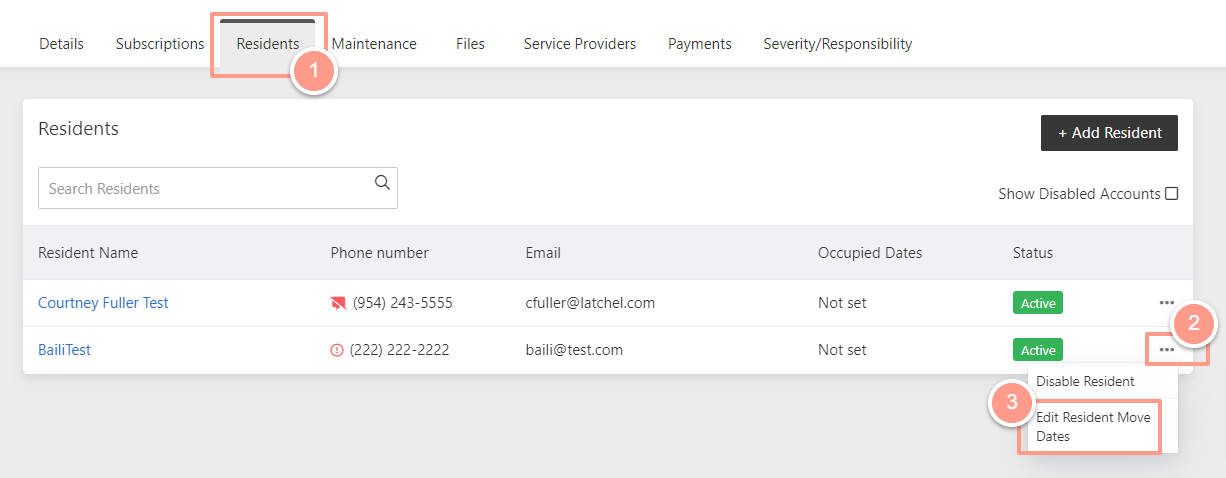 Details Subscriptions Residents Maintenance Files Service Providers Payments Severity/Responsibility
1
Residents
+ Add Resident
Search Residents
Show Disabled Accounts
Resident Name Phone number Email Occupied Dates Status
Courtney Fuller Test (954) 243-5555 cfuller@latchel.com Not set Active ...
2
BailiTest (222) 222-2222 baili@test.com Not set Active ...
Disable Resident
3
Edit Resident Move
Dates